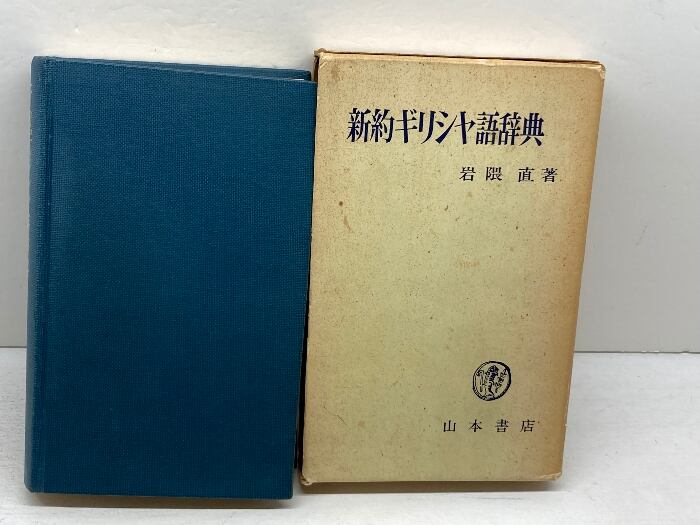 新約ギリシヤ語辞典
岩隈 直著
山本書店